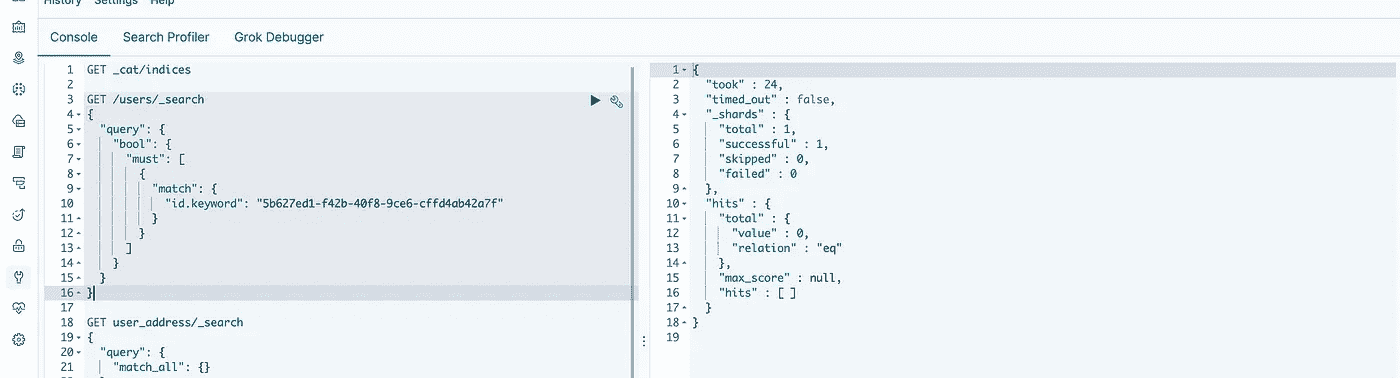 History Settings Help
Console Search Profiler Grok Debugger
1 GET _cat/indices
2
3 GET /users/_search
4 {
5 "query": {
6 "bool": {
7 "must": [
8 {
9 "match": {
10 "id.keyword": "5b627ed1-f42b-40f8-9ce6-cffd4ab42a7f"
11 }
12 }
13 ]
14 }
15 }
16 }
17
18 GET user_address/_search
19 {
20 "query": {
21 "match_all": {}
1 {
2 "took" : 24,
3 "timed_out" : false,
4 "_shards" : {
5 "total" : 1,
6 "successful" : 1,
7 "skipped" : 0,
8 "failed" : 0
9 },
10 "hits" : {
11 "total" : {
12 "value" : 0,
13 "relation" : "eq"
14 },
15 "max_score" : null,
16 "hits" : [ ]
17 }
18 }
19